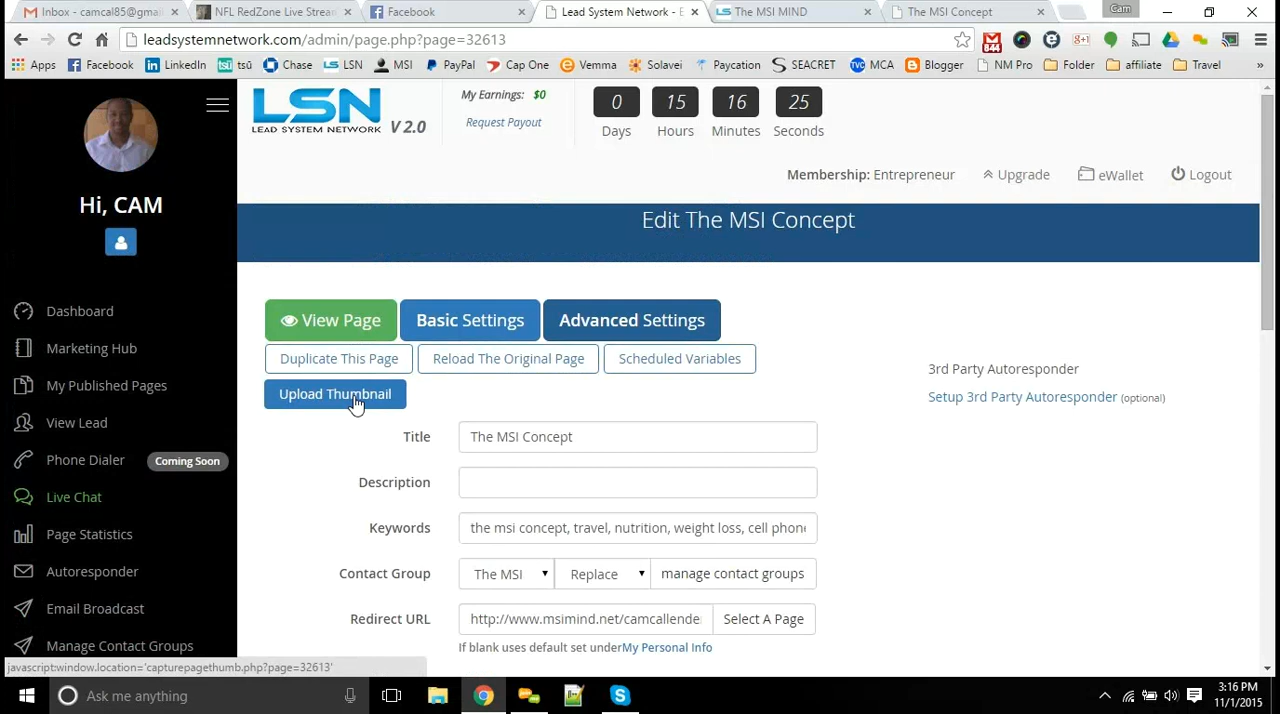 Inbox - camcal85@gma
NFL RedZone Live Stream
Facebook
Lead System Network - E
The MSI MIND
The MSI Concept
Cam
leadsystemnetwork.com/admin/page.php?page=32613
844
Apps
Facebook
LinkedIn
tsū
Chase
LSN
MSI
PayPal
Cap One
Vemma
Solavei
Paycation
SEACRET
MCA
Blogger
NM Pro
Folder
affiliate
Travel
»
LSN
LEAD SYSTEM NETWORK
V 2.0
My Earnings: $0
Request Payout
0 15 16 25
Days Hours Minutes Seconds
Membership: Entrepreneur
Upgrade
eWallet
Logout
Hi, CAM
Edit The MSI Concept
Dashboard
Marketing Hub
My Published Pages
View Lead
Phone Dialer
Coming Soon
Live Chat
Page Statistics
Autoresponder
Email Broadcast
Manage Contact Groups
View Page
Basic Settings
Advanced Settings
Duplicate This Page
Reload The Original Page
Scheduled Variables
Upload Thumbnail
3rd Party Autoresponder
Setup 3rd Party Autoresponder (optional)
Title
The MSI Concept
Description
Keywords
the msi concept, travel, nutrition, weight loss, cell phone
Contact Group
The MSI
Replace
manage contact groups
Redirect URL
http://www.msimind.net/camcallende
Select A Page
If blank uses default set underMy Personal Info
javascript:window.location='capturepagethumb.php?page=32613'
Ask me anything
3:16 PM
11/1/2015